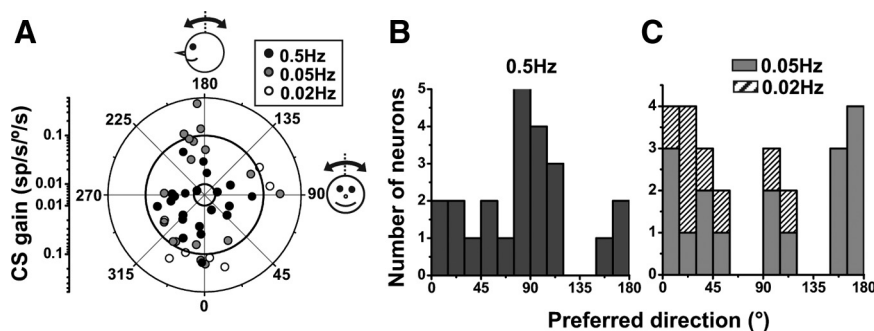 A
B
C
0.5Hz
0.05Hz
0.02Hz
180
225
135
270
90
315
45
0
CS gain (sp/s/º/s)
0.1
0.01
0.01
0.1
0.5Hz
Number of neurons
5
4
3
2
1
0
0 45 90 135 180
0.05Hz
0.02Hz
4
3
2
1
0
0 45 90 135 180
Preferred direction (°)